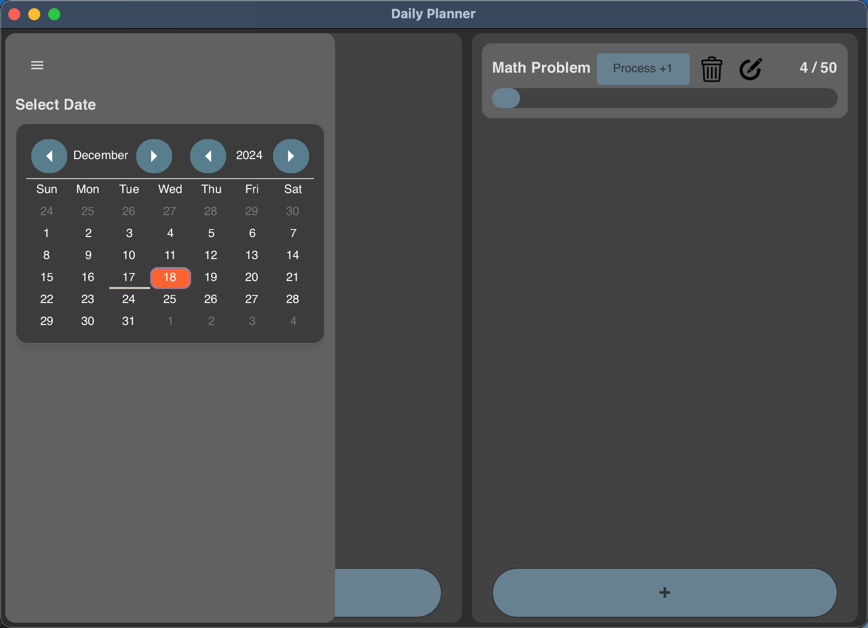 Daily Planner
Select Date
December 2024
Sun Mon Tue Wed Thu Fri Sat
24 25 26 27 28 29 30
1 2 3 4 5 6 7
8 9 10 11 12 13 14
15 16 17 18 19 20 21
22 23 24 25 26 27 28
29 30 31 1 2 3 4
Math Problem Process +1 4 / 50
+